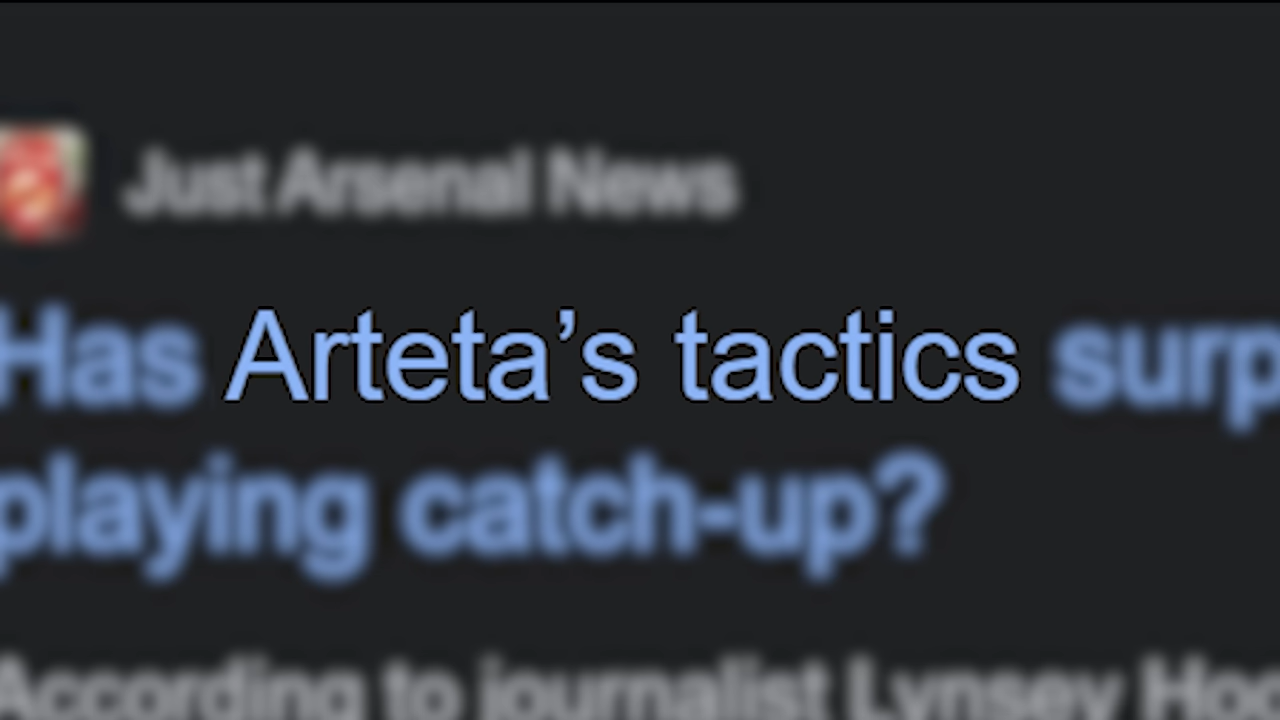 Just Arsenal News
Has Arteta’s tactics
playing catch-up?
According to journalist Lynsey